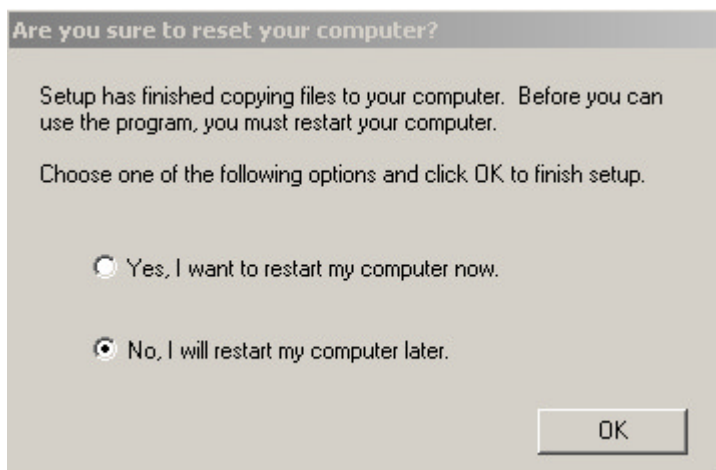 Are you sure to reset your computer?
Setup has finished copying files to your computer.  Before you can
use the program, you must restart your computer.
Choose one of the following options and click OK to finish setup.
Yes, I want to restart my computer now.
No, I will restart my computer later.
OK